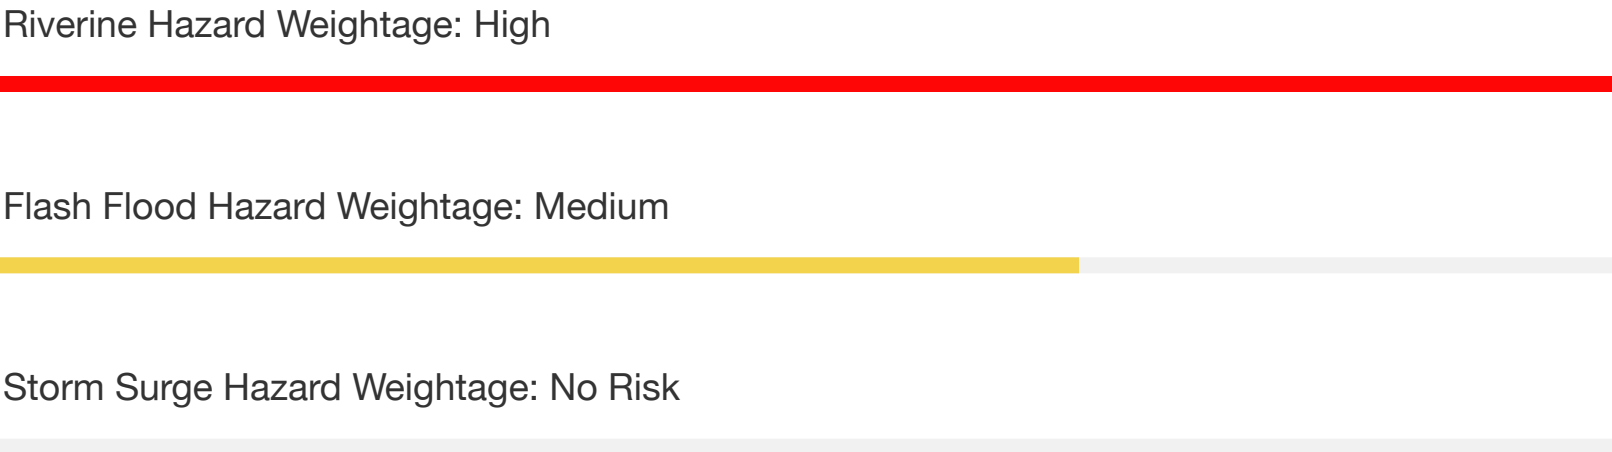 Riverine Hazard Weightage: High
Flash Flood Hazard Weightage: Medium
Storm Surge Hazard Weightage: No Risk